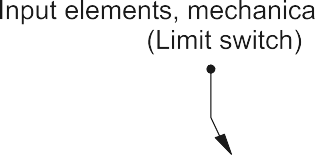 Input elements, mechanica
(Limit switch)